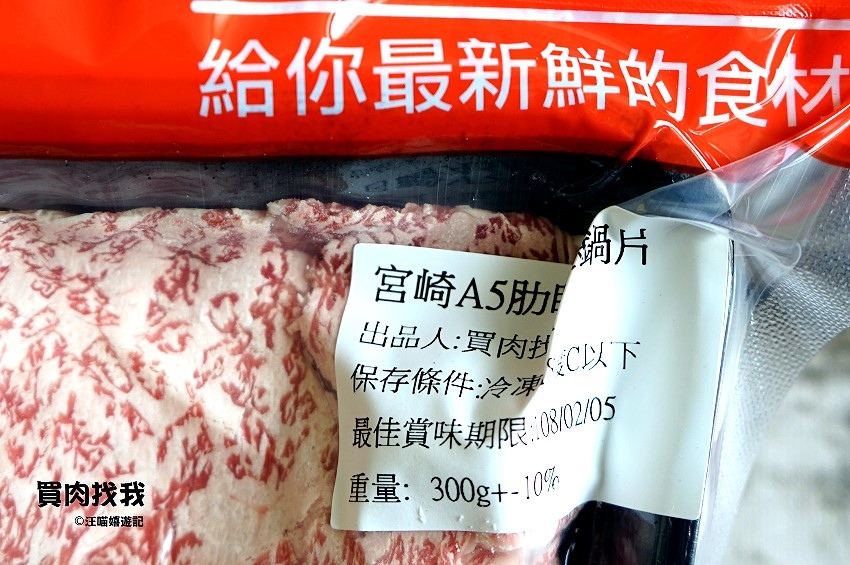 給你最新鮮的食材
宮崎A5肋 鍋片
出品人:買肉找
保存條件:冷凍 ℃以下
最佳賞味期限:108/02/05
重量: 300g+-10%
買肉找我
©汪喵嬉遊記